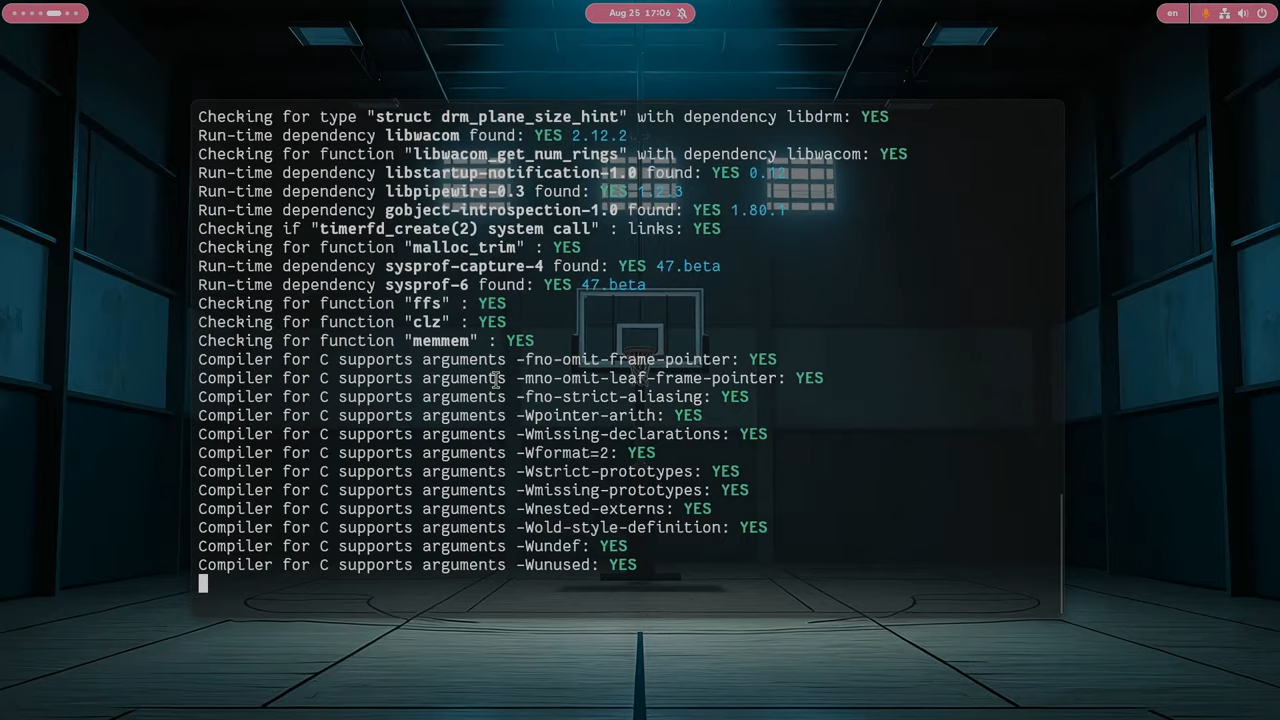 Aug 25 17:06
en
Checking for type "struct drm_plane_size_hint" with dependency libdrm: YES
Run-time dependency libwacom found: YES 2.12.2
Checking for function "libwacom_get_num_rings" with dependency libwacom: YES
Run-time dependency libstartup-notification-1.0 found: YES 0.12
Run-time dependency libpipewire-0.3 found: YES 1.2.3
Run-time dependency gobject-introspection-1.0 found: YES 1.80.1
Checking if "timerfd_create(2) system call" : links: YES
Checking for function "malloc_trim" : YES
Run-time dependency sysprof-capture-4 found: YES 47.beta
Run-time dependency sysprof-6 found: YES 47.beta
Checking for function "ffs" : YES
Checking for function "clz" : YES
Checking for function "memmem" : YES
Compiler for C supports arguments -fno-omit-frame-pointer: YES
Compiler for C supports arguments -mno-omit-leaf-frame-pointer: YES
Compiler for C supports arguments -fno-strict-aliasing: YES
Compiler for C supports arguments -Wpointer-arith: YES
Compiler for C supports arguments -Wmissing-declarations: YES
Compiler for C supports arguments -Wformat=2: YES
Compiler for C supports arguments -Wstrict-prototypes: YES
Compiler for C supports arguments -Wmissing-prototypes: YES
Compiler for C supports arguments -Wnested-externs: YES
Compiler for C supports arguments -Wold-style-definition: YES
Compiler for C supports arguments -Wundef: YES
Compiler for C supports arguments -Wunused: YES